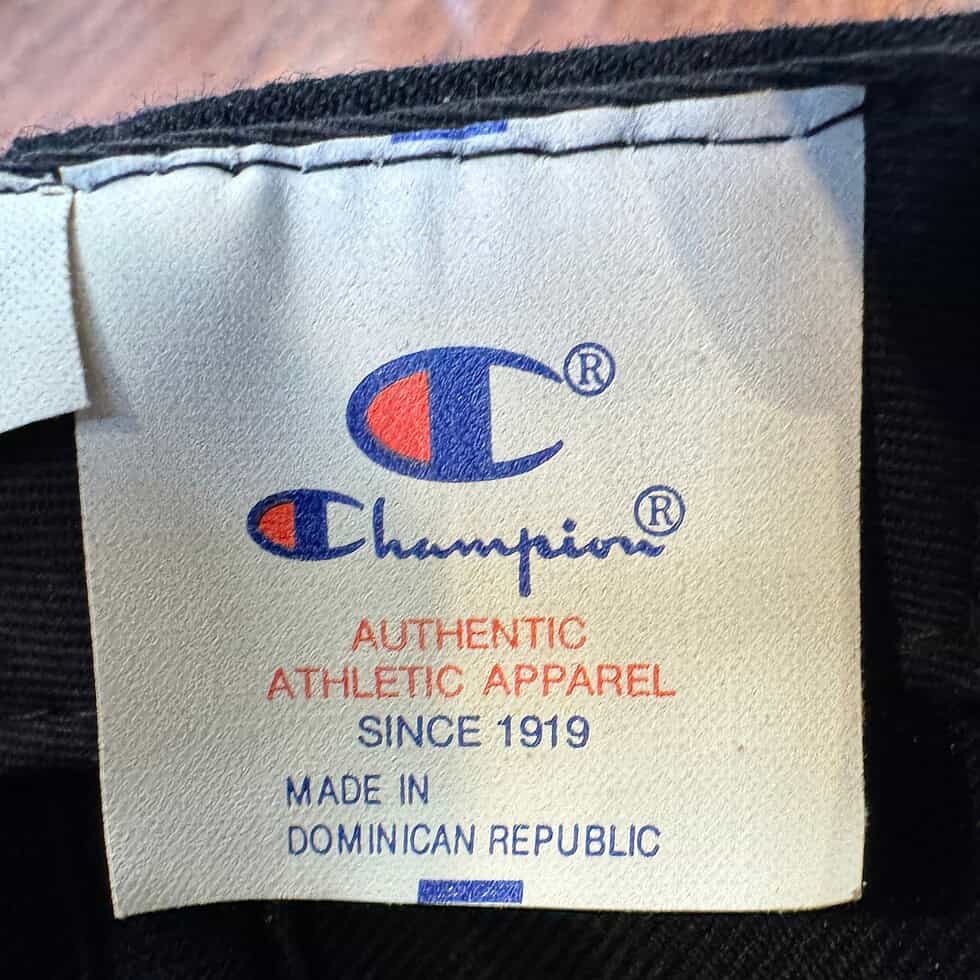 C®
Champion®
AUTHENTIC
ATHLETIC APPAREL
SINCE 1919
MADE IN
DOMINICAN REPUBLIC